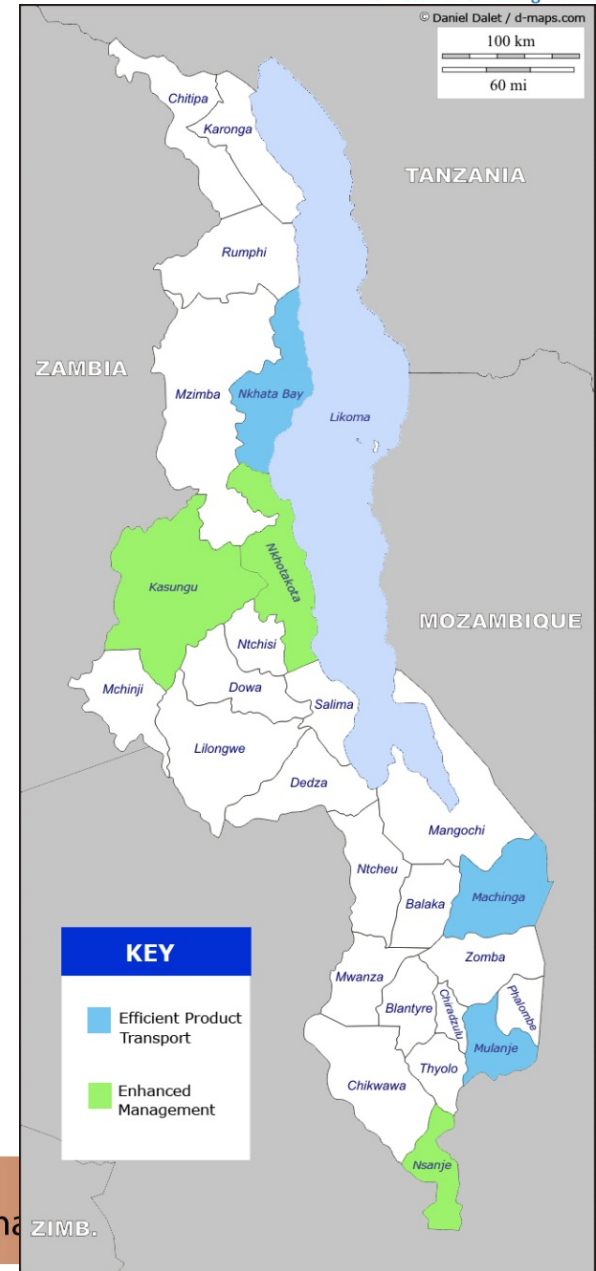 © Daniel Dalet / d-maps.com
100 km
60 mi
Chitipa
Karonga
TANZANIA
Rumphi
ZAMBIA
Mzimba
Nkhata Bay
Likoma
Kasungu
Nkhotakota
MOZAMBIQUE
Ntchisi
Mchinji
Dowa
Salima
Lilongwe
Dedza
Mangochi
Ntcheu
Balaka
Machinga
KEY
Zomba
Mwanza
Efficient Product
Transport
Blantyre
Chiradzulu
Phalombe
Mulanje
Thyolo
Chikwawa
Enhanced
Management
Nsanje
ZIMB.